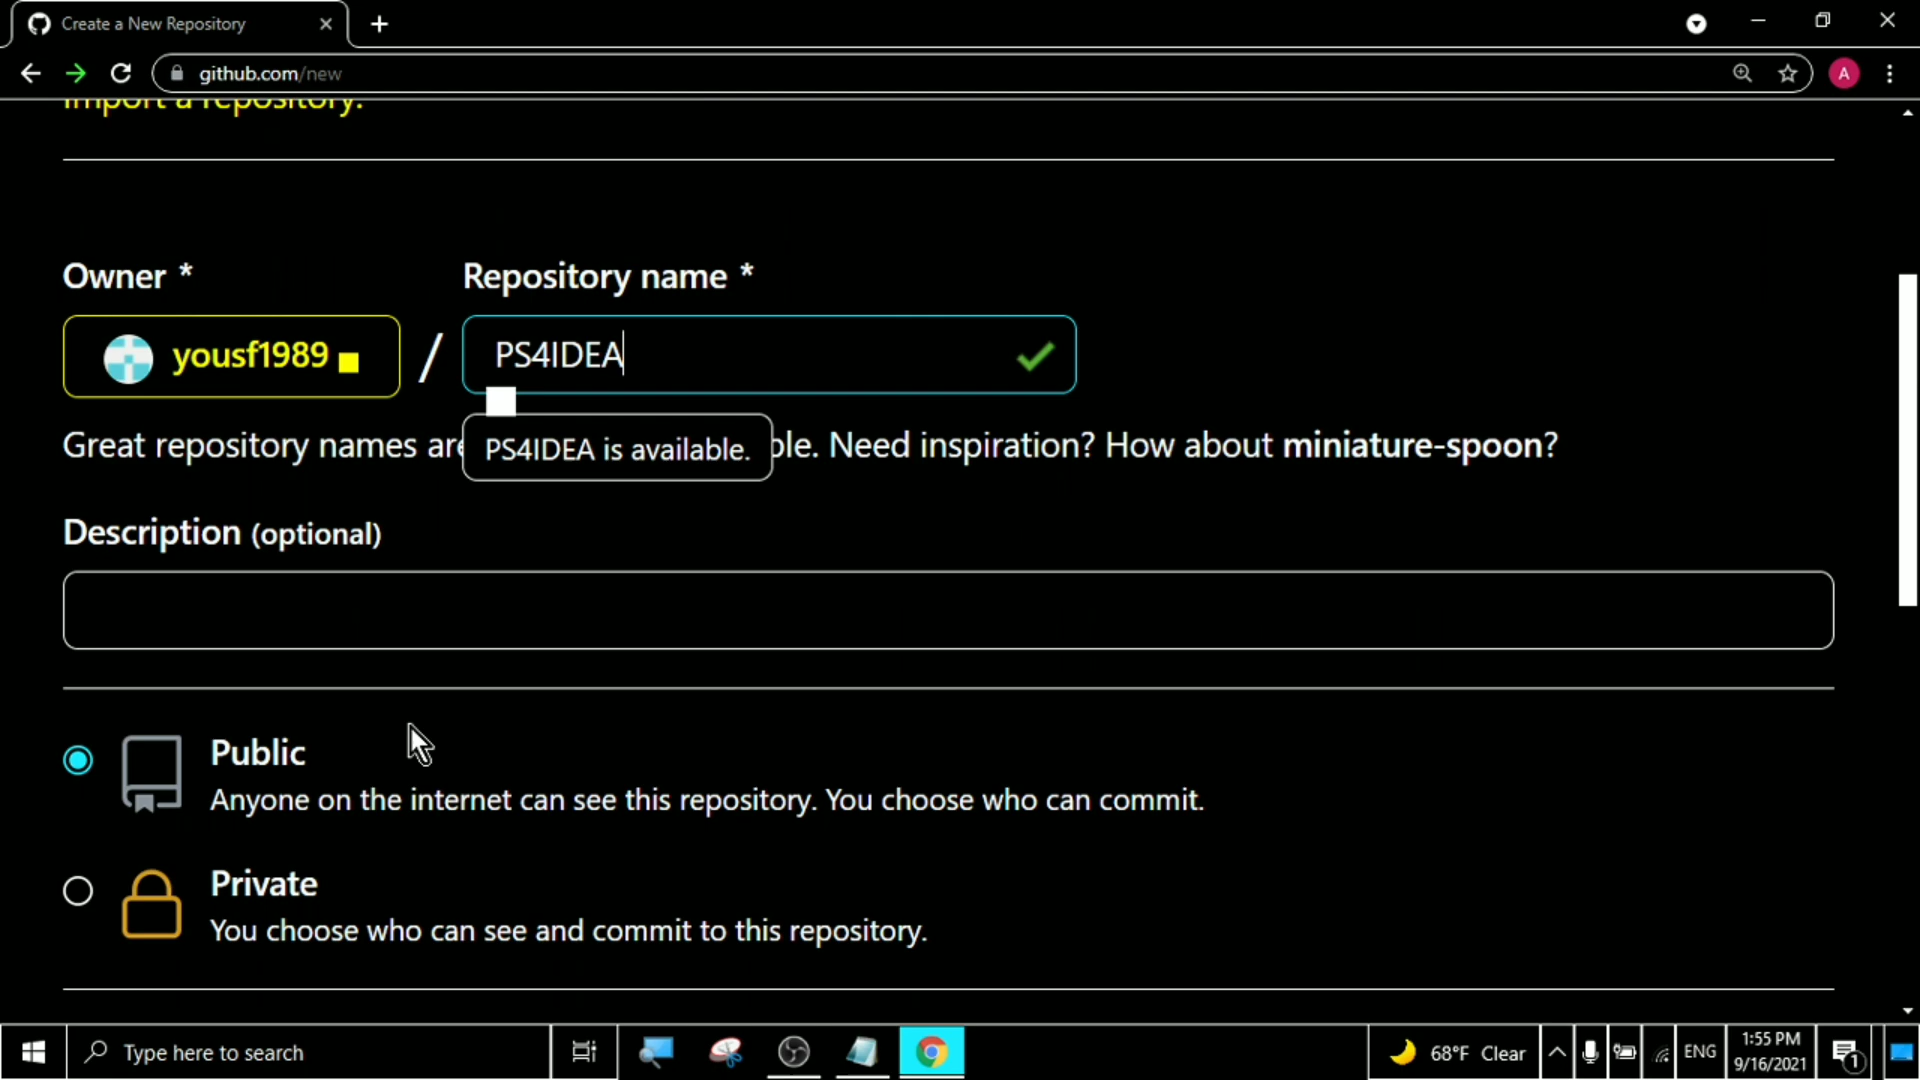 Create a New Repository
github.com/new
A
Import a repository.
Owner *
Repository name *
yousf1989
/
PS4IDEA
Great repository names are
PS4IDEA is available.
ble. Need inspiration? How about miniature-spoon?
Description (optional)
Public
Anyone on the internet can see this repository. You choose who can commit.
Private
You choose who can see and commit to this repository.
Type here to search
68°F Clear
ENG
1:55 PM
9/16/2021
1